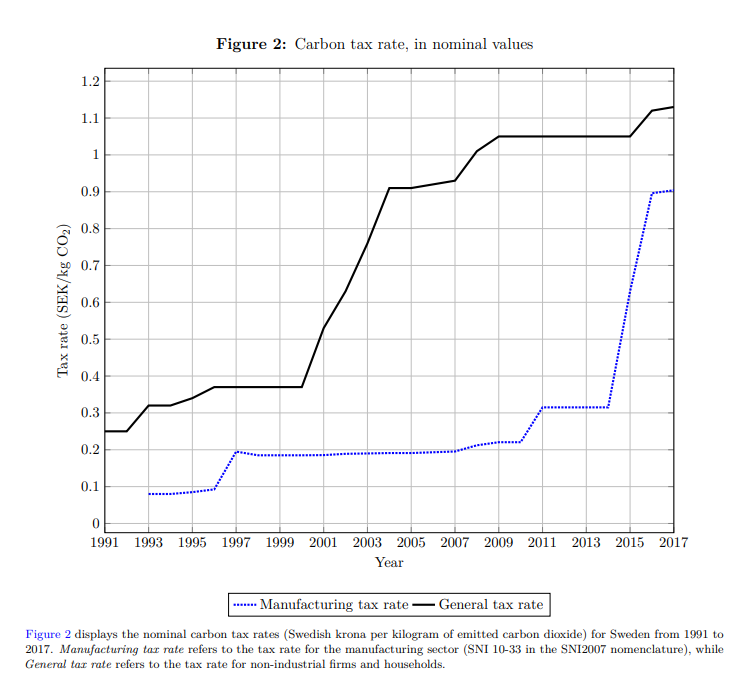 Figure 2: Carbon tax rate, in nominal values
1.2
1.1
1
0.9
0.8
0.7
0.6
0.5
0.4
0.3
0.2
0.1
0
Tax rate (SEK/kg CO₂)
1991 1993 1995 1997 1999 2001 2003 2005 2007 2009 2011 2013 2015 2017
Year
Manufacturing tax rate General tax rate
Figure 2 displays the nominal carbon tax rates (Swedish krona per kilogram of emitted carbon dioxide) for Sweden from 1991 to
2017. Manufacturing tax rate refers to the tax rate for the manufacturing sector (SNI 10-33 in the SNI2007 nomenclature), while
General tax rate refers to the tax rate for non-industrial firms and households.